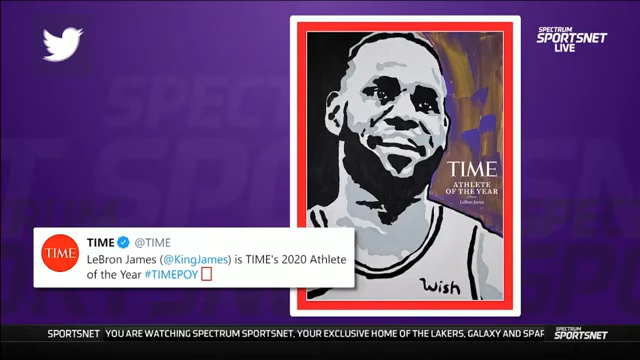 SPECTRUM
SPORTSNET
LIVE
TIME
ATHLETE
OF THE YEAR
LeBron James
Wish
TIME
TIME @TIME
LeBron James (@KingJames) is TIME's 2020 Athlete
of the Year #TIMEPOY
SPORTSNET YOU ARE WATCHING SPECTRUM SPORTSNET, YOUR EXCLUSIVE HOME OF THE LAKERS, GALAXY AND SPAR
SPECTRUM
SPORTSNET